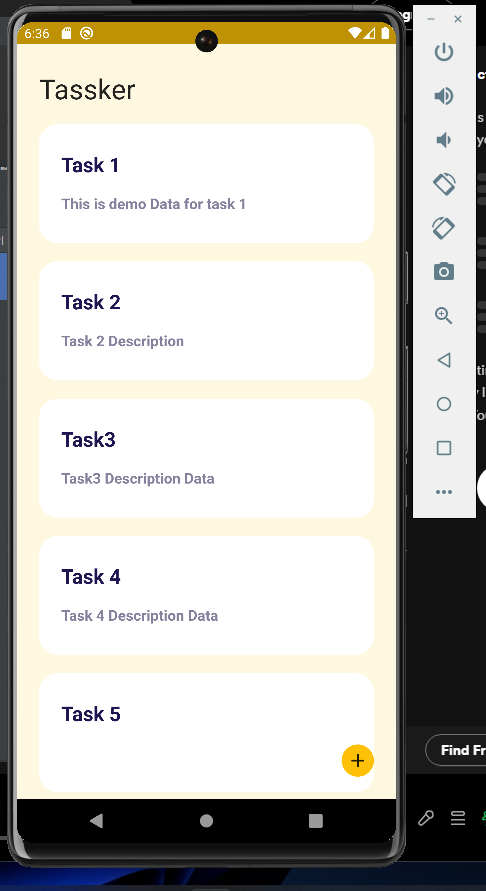 6:36
Tassker
Task 1
This is demo Data for task 1
Task 2
Task 2 Description
Task3
Task3 Description Data
Task 4
Task 4 Description Data
Task 5
Find Fr